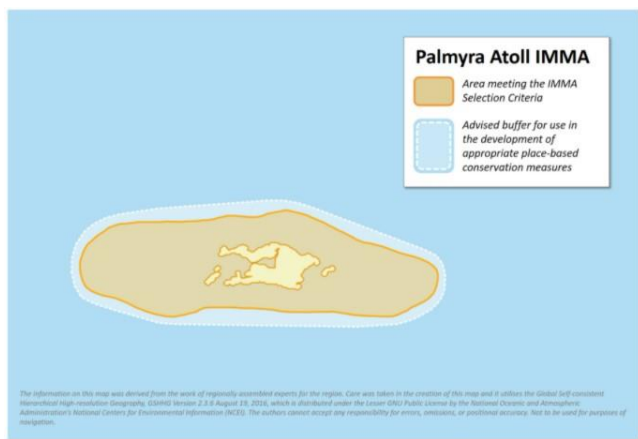 Palmyra Atoll IMMA
Area meeting the IMMA
Selection Criteria
Advised buffer for use in
the development of
appropriate place-based
conservation measures
The information on this map was derived from the work of regionally assembled experts for the region. Care was taken in the creation of this map and it utilises the Global Self-consistent
Hierarchical High-resolution Geography, GSHHG Version 2.3.6 August 19, 2016, which is distributed under the Lesser GNU Public License by the National Oceanic and Atmospheric
Administration's National Centers for Environmental Information (NCEI). The authors cannot accept any responsibility for errors, omissions, or positional accuracy. Not to be used for purposes of
navigation.